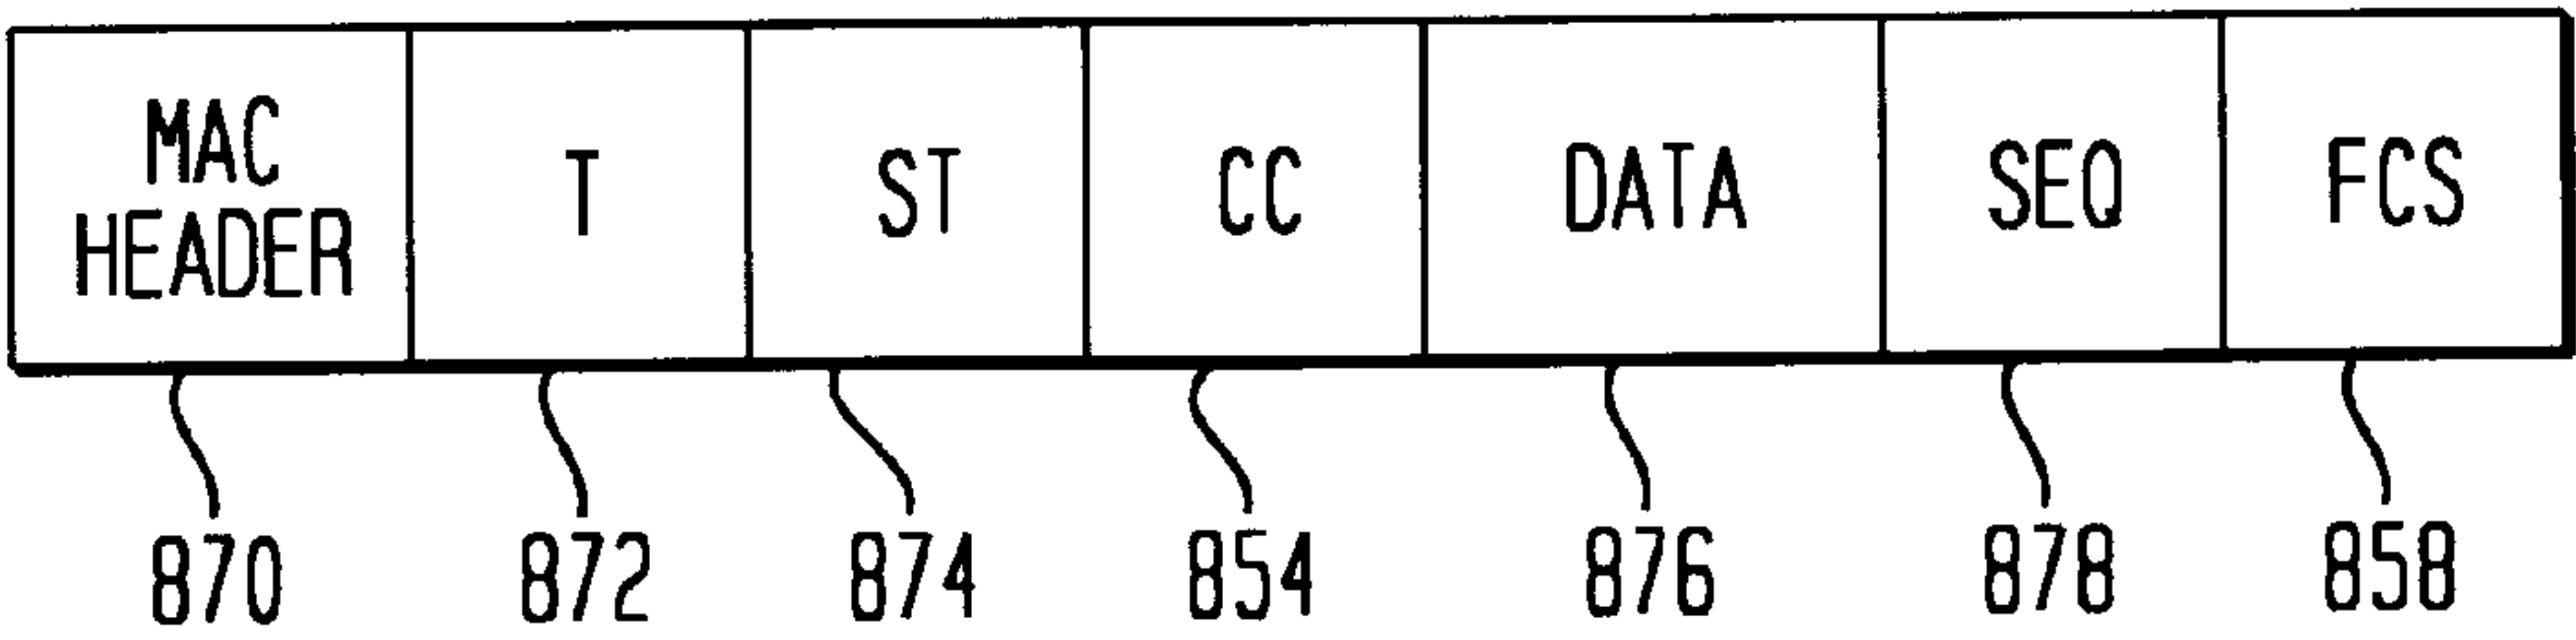 MAC
HEADER
T
ST
CC
DATA
SEQ
FCS
870
872
874
854
876
878
858